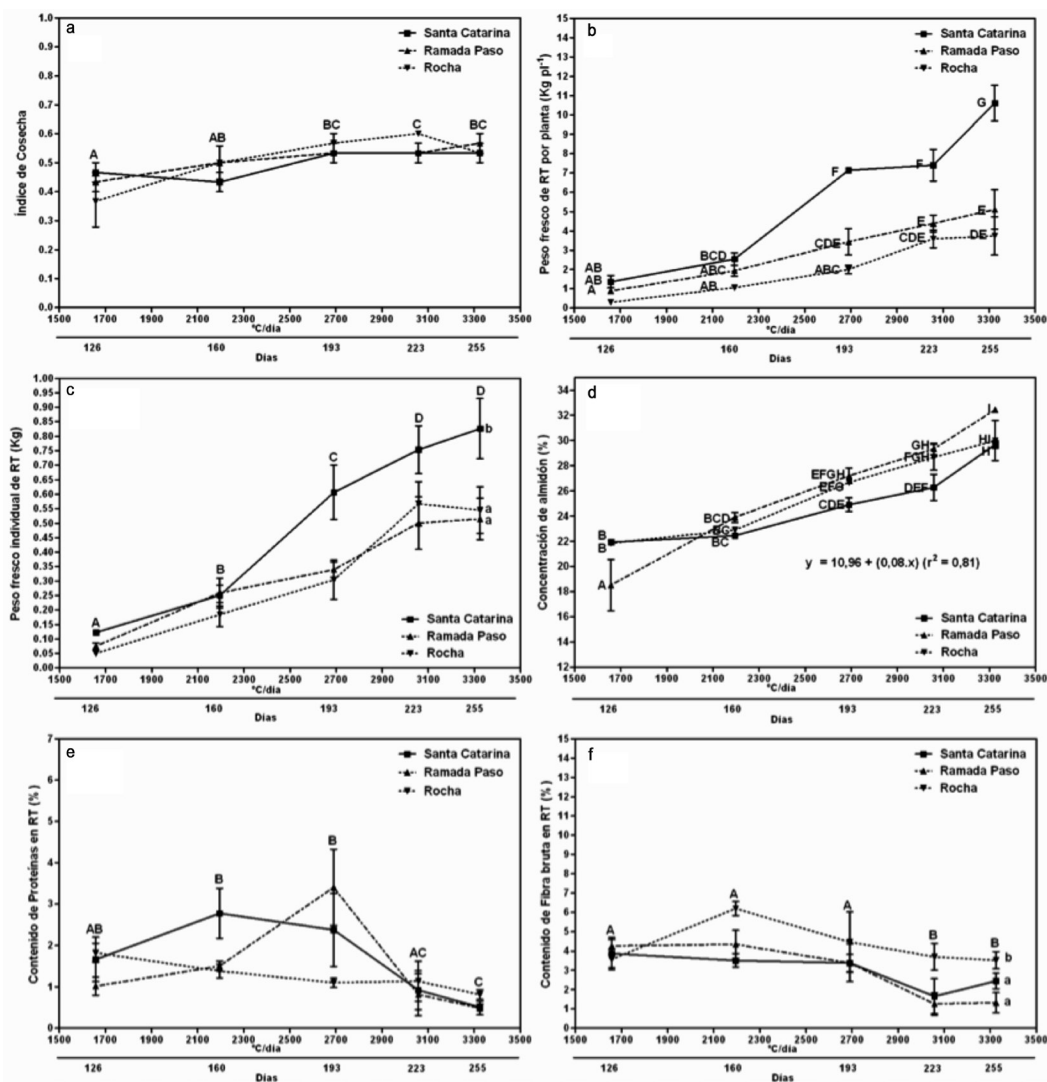 a
Santa Catarina
Ramada Paso
Rocha
Índice de Cosecha
1.0
0.9
0.8
0.7
0.6
0.5
0.4
0.3
0.2
0.1
0.0
A
AB
BC
C
BC
1500 1700 1900 2100 2300 2500 2700 2900 3100 3300 3500
°C/día
126 160 193 223 255
Días
b
Santa Catarina
Ramada Paso
Rocha
Peso fresco de RT por planta (Kg pl⁻¹)
15
14
13
12
11
10
9
8
7
6
5
4
3
2
1
0
AB
AB
A
BCD
ABC
AB
F
CDE
ABC
F
E
CDE
G
E
DE
1500 1700 1900 2100 2300 2500 2700 2900 3100 3300 3500
°C/día
126 160 193 223 255
Días
c
Peso fresco individual de RT (Kg)
1.00
0.95
0.90
0.85
0.80
0.75
0.70
0.65
0.60
0.55
0.50
0.45
0.40
0.35
0.30
0.25
0.20
0.15
0.10
0.05
0.00
A
B
C
D
D
b
a
a
Santa Catarina
Ramada Paso
Rocha
1500 1700 1900 2100 2300 2500 2700 2900 3100 3300 3500
°C/día
126 160 193 223 255
Días
d
Concentración de almidón (%)
34
32
30
28
26
24
22
20
18
16
14
12
B
B
A
BCD
BC
BC
EFGH
EFG
CDE
GH
FGH
DEF
I
HI
H
y = 10,96 + (0,08.x) (r² = 0,81)
Santa Catarina
Ramada Paso
Rocha
1500 1700 1900 2100 2300 2500 2700 2900 3100 3300 3500
°C/día
126 160 193 223 255
Días
e
Santa Catarina
Ramada Paso
Rocha
Contenido de Proteinas en RT (%)
7
6
5
4
3
2
1
0
AB
B
B
AC
C
1500 1700 1900 2100 2300 2500 2700 2900 3100 3300 3500
°C/día
126 160 193 223 255
Días
f
Santa Catarina
Ramada Paso
Rocha
Contenido de Fibra bruta en RT (%)
15
14
13
12
11
10
9
8
7
6
5
4
3
2
1
0
A
A
A
B
B
b
a
a
1500 1700 1900 2100 2300 2500 2700 2900 3100 3300 3500
°C/día
126 160 193 223 255
Días